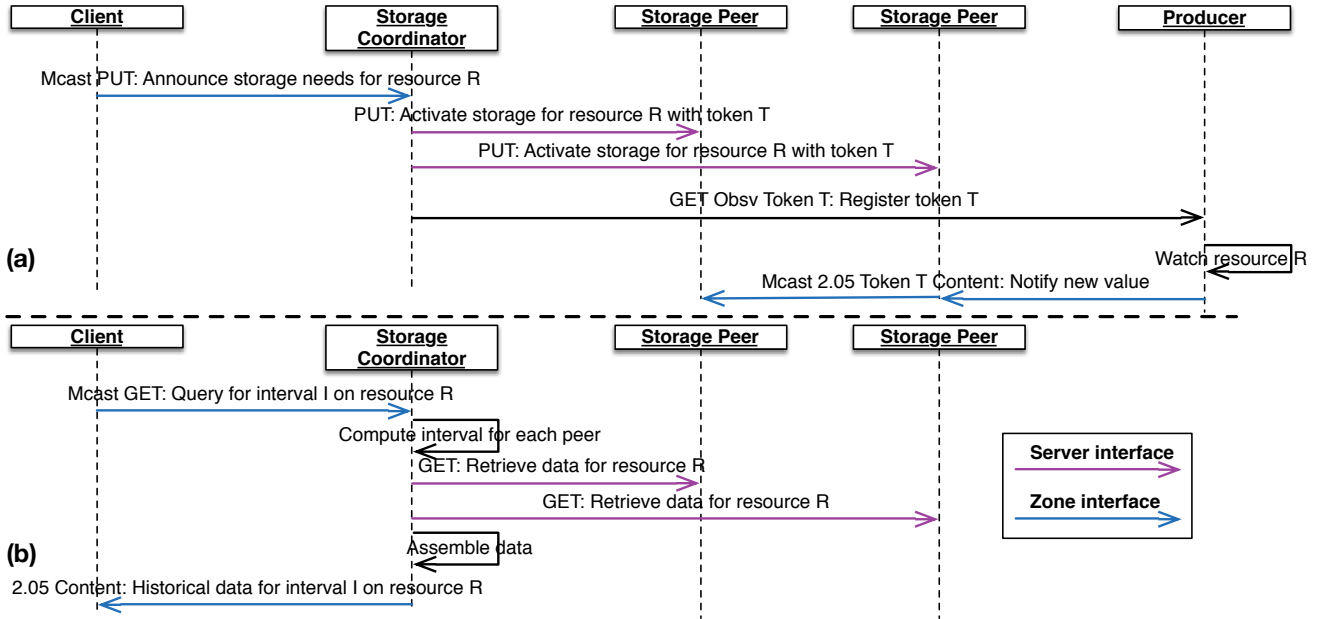 Client
Storage
Coordinator
Storage Peer
Storage Peer
Producer
Mcast PUT: Announce storage needs for resource R
PUT: Activate storage for resource R with token T
PUT: Activate storage for resource R with token T
GET Obsv Token T: Register token T
(a)
Watch resource R
Mcast 2.05 Token T Content: Notify new value
Client
Storage
Coordinator
Storage Peer
Storage Peer
Mcast GET: Query for interval I on resource R
Compute interval for each peer
GET: Retrieve data for resource R
GET: Retrieve data for resource R
Server interface
Zone interface
(b)
Assemble data
2.05 Content: Historical data for interval I on resource R